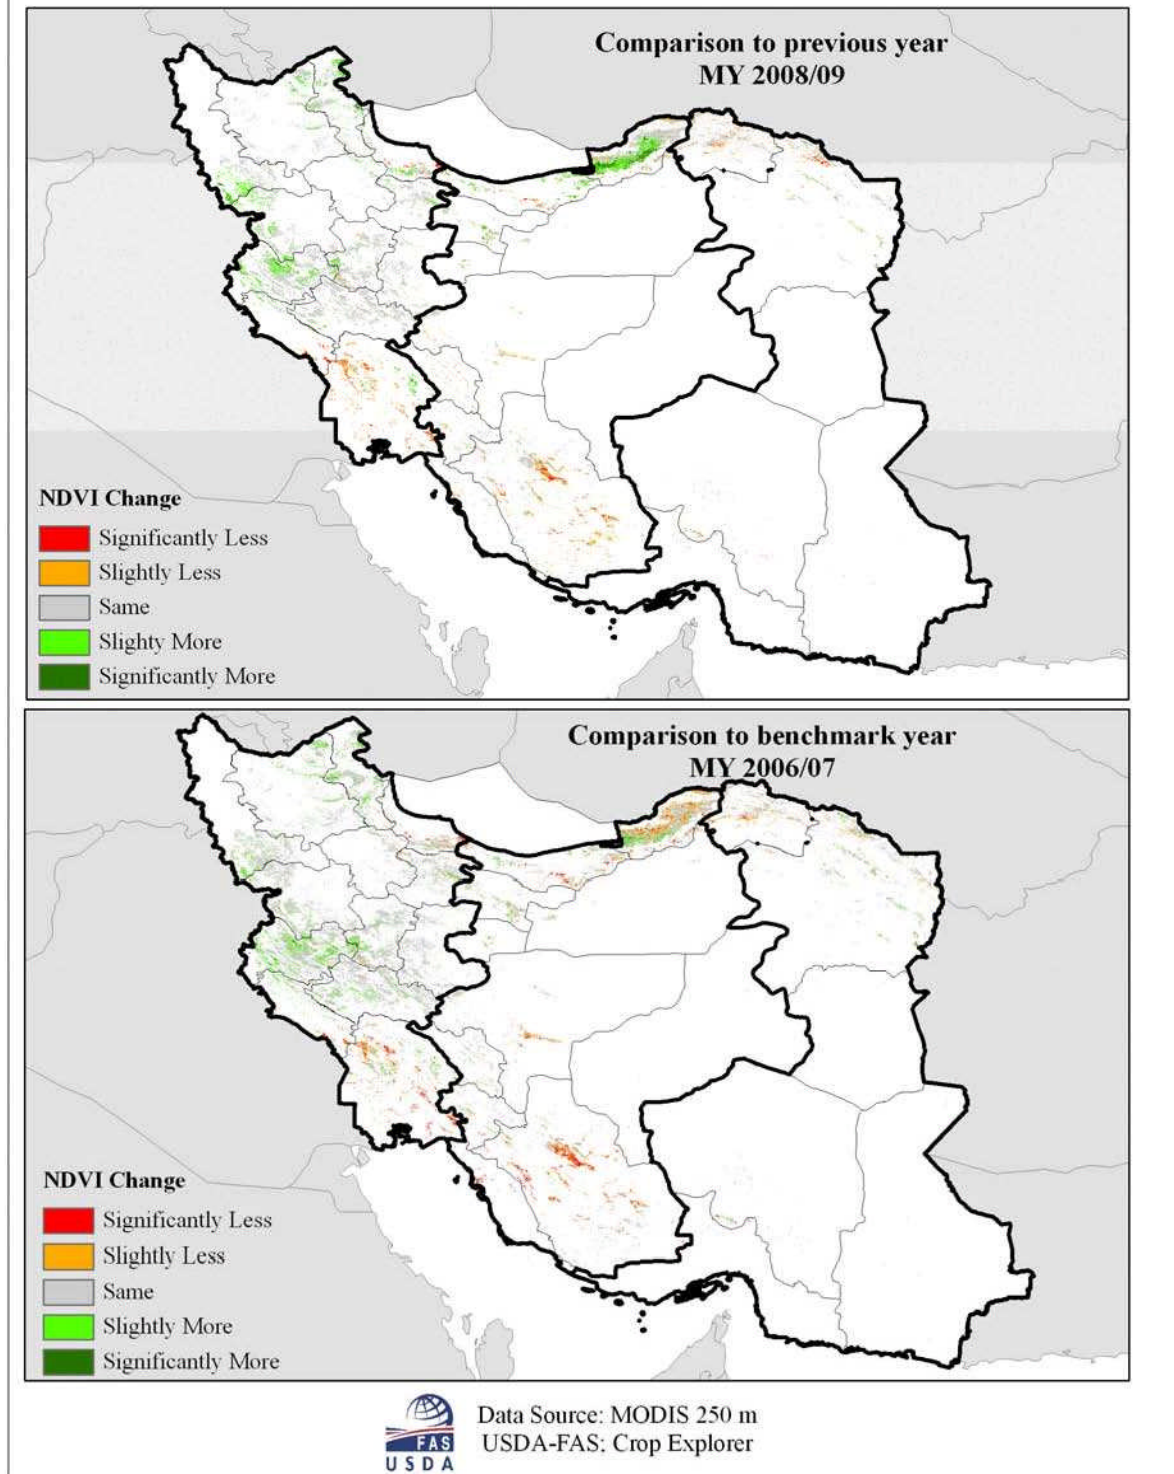 Comparison to previous year
MY 2008/09
NDVI Change
Significantly Less
Slightly Less
Same
Slighty More
Significantly More
Comparison to benchmark year
MY 2006/07
NDVI Change
Significantly Less
Slightly Less
Same
Slightly More
Significantly More
FAS
USDA
Data Source: MODIS 250 m
USDA-FAS: Crop Explorer